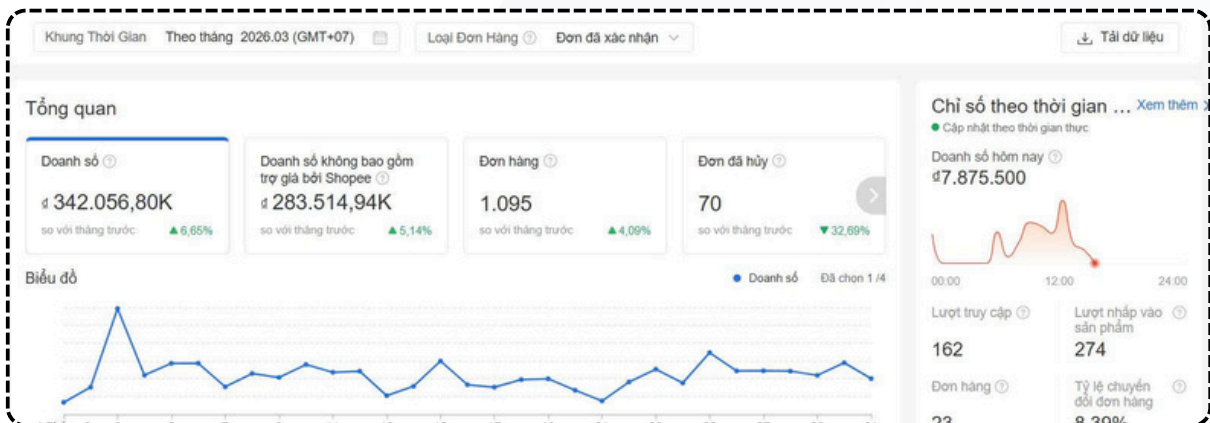 Khung Thời Gian Theo tháng 2026.03 (GMT+07)
Loại Đơn Hàng Đơn đã xác nhận
Tải dữ liệu
Tổng quan
Doanh số
₫ 342.056,80K
so với tháng trước ▲6,65%
Doanh số không bao gồm
trợ giá bởi Shopee
₫ 283.514,94K
so với tháng trước ▲5,14%
Đơn hàng
1.095
so với tháng trước ▲4,09%
Đơn đã hủy
70
so với tháng trước ▼32,69%
Biểu đồ
Doanh số Đã chọn 1 /4
Chỉ số theo thời gian ... Xem thêm
Cập nhật theo thời gian thực
Doanh số hôm nay
₫7.875.500
00:00 12:00 24:00
Lượt truy cập
162
Lượt nhấp vào
sản phẩm
274
Đơn hàng
23
Tỷ lệ chuyển
đổi đơn hàng
8,39%